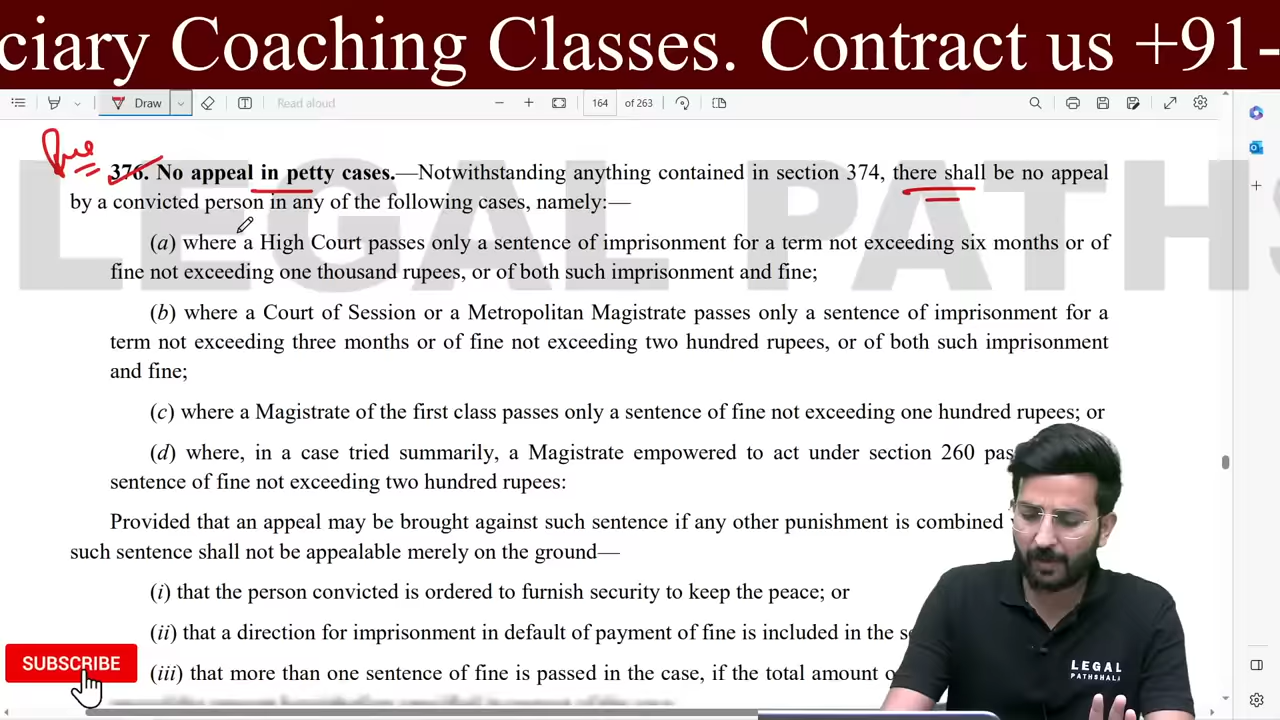 ciary Coaching Classes. Contract us +91-
Draw
Read aloud
164 of 263
Pre
376. No appeal in petty cases.—Notwithstanding anything contained in section 374, there shall be no appeal
by a convicted person in any of the following cases, namely:—
(a) where a High Court passes only a sentence of imprisonment for a term not exceeding six months or of
fine not exceeding one thousand rupees, or of both such imprisonment and fine;
(b) where a Court of Session or a Metropolitan Magistrate passes only a sentence of imprisonment for a
term not exceeding three months or of fine not exceeding two hundred rupees, or of both such imprisonment
and fine;
(c) where a Magistrate of the first class passes only a sentence of fine not exceeding one hundred rupees; or
(d) where, in a case tried summarily, a Magistrate empowered to act under section 260 pas
sentence of fine not exceeding two hundred rupees:
Provided that an appeal may be brought against such sentence if any other punishment is combined
such sentence shall not be appealable merely on the ground—
(i) that the person convicted is ordered to furnish security to keep the peace; or
(ii) that a direction for imprisonment in default of payment of fine is included in the s
(iii) that more than one sentence of fine is passed in the case, if the total amount o
LEGAL PATHS
SUBSCRIBE
LEGAL
PATHSHALA